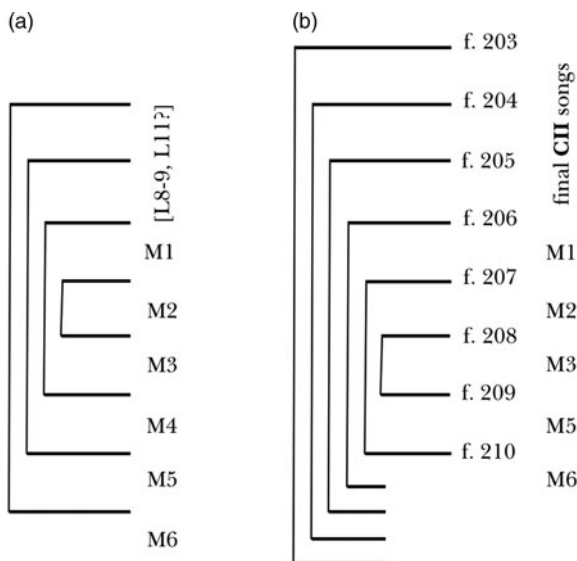 (a)
[L8-9, L11?]
M1
M2
M3
M4
M5
M6
(b)
f. 203
f. 204
f. 205
f. 206
f. 207
f. 208
f. 209
f. 210
final CII songs
M1
M2
M3
M5
M6